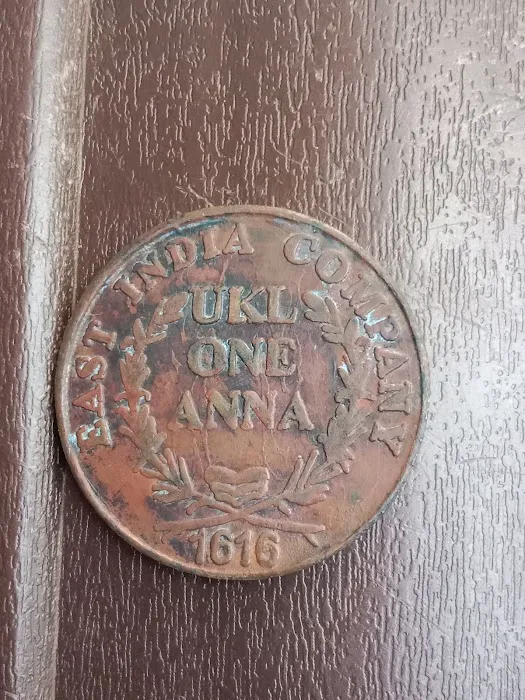 EAST INDIA COMPANY
UKL
ONE
ANNA
1616